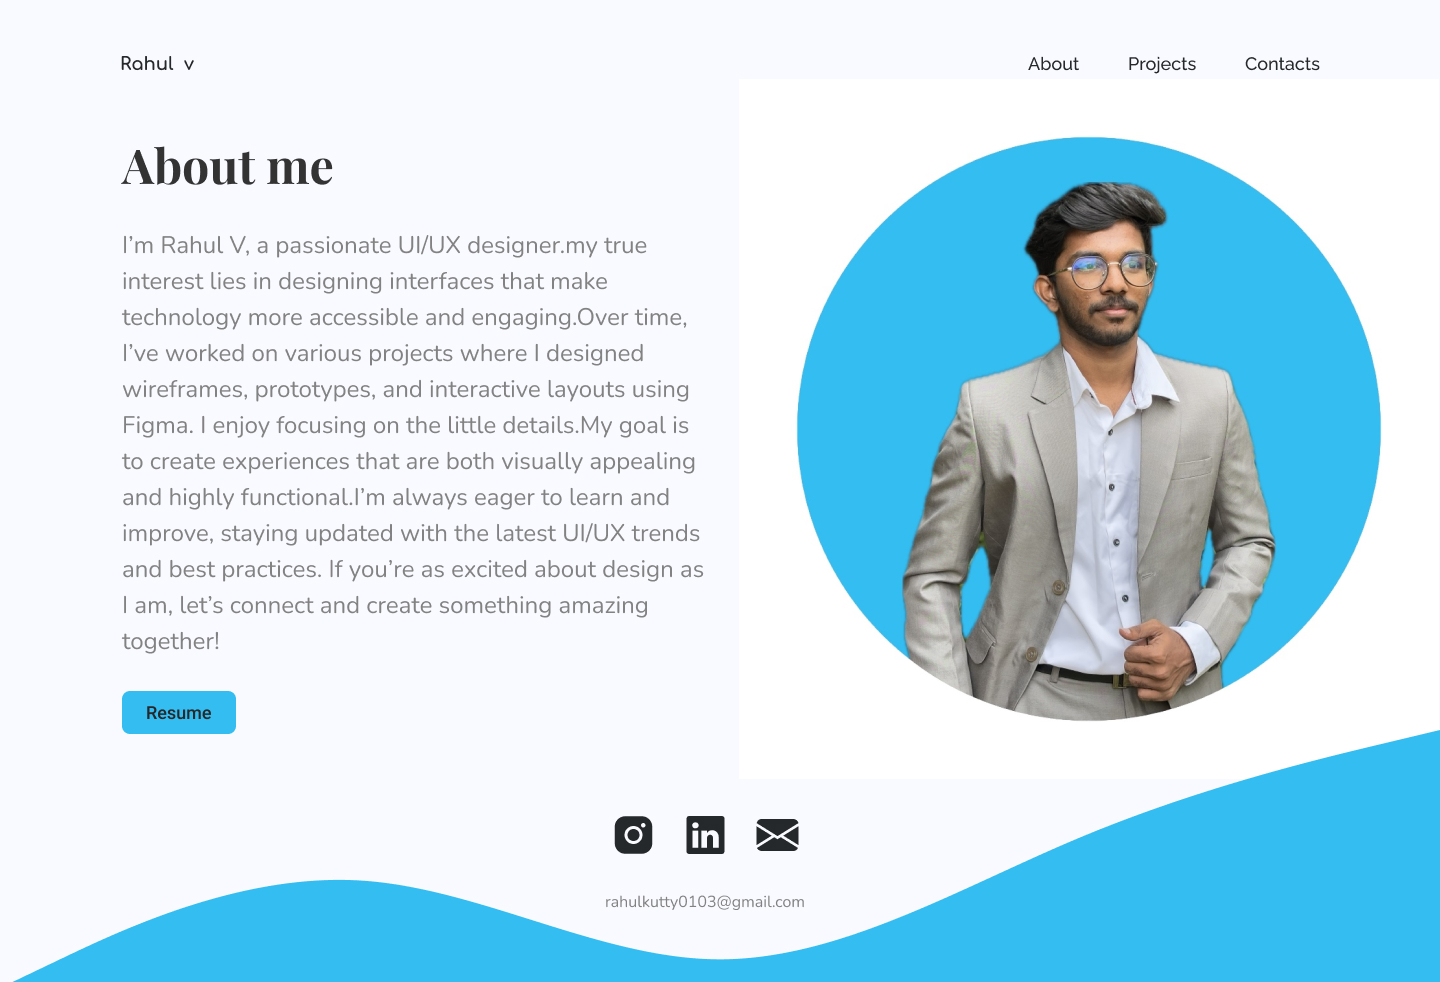 Rahul v
About Projects Contacts
About me
I’m Rahul V, a passionate UI/UX designer.my true
interest lies in designing interfaces that make
technology more accessible and engaging.Over time,
I’ve worked on various projects where I designed
wireframes, prototypes, and interactive layouts using
Figma. I enjoy focusing on the little details.My goal is
to create experiences that are both visually appealing
and highly functional.I’m always eager to learn and
improve, staying updated with the latest UI/UX trends
and best practices. If you’re as excited about design as
I am, let’s connect and create something amazing
together!
Resume
in
rahulkutty0103@gmail.com